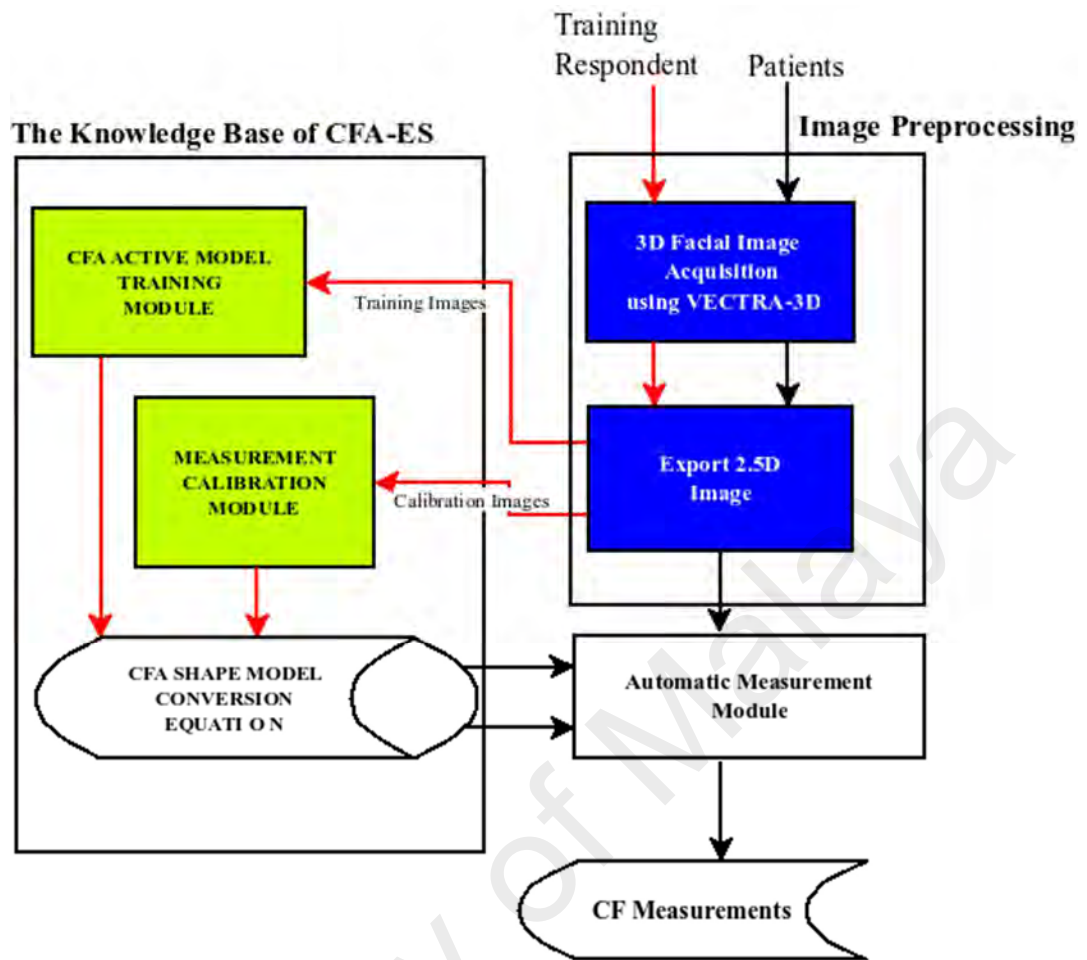 Training
Respondent
Patients
The Knowledge Base of CFA-ES
Image Preprocessing
CFA ACTIVE MODEL
TRAINING
MODULE
3D Facial Image
Acquisition
using VECTRA-3D
Training Images
MEASUREMENT
CALIBRATION
MODULE
Export 2.5D
Image
Calibration Images
CFA SHAPE MODEL
CONVERSION
EQUATI O N
Automatic Measurement
Module
CF Measurements
y of Malaya